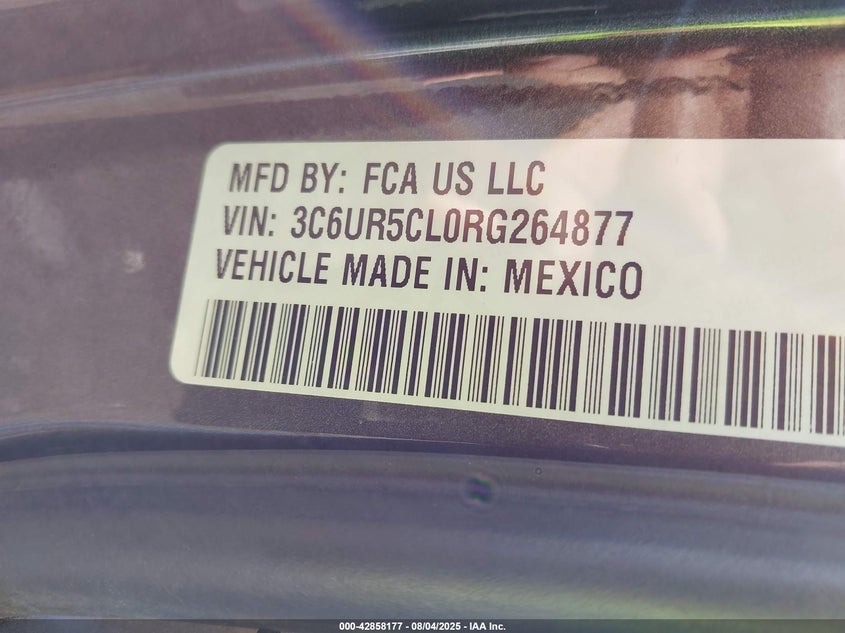 MFD BY: FCA US LLC
VIN: 3C6UR5CL0RG264877
VEHICLE MADE IN: MEXICO
000-42858177 - 08/04/2025 - IAA Inc.